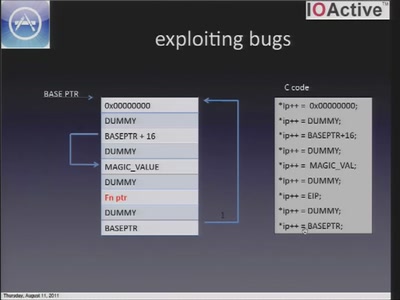 IOActive™
exploiting bugs
BASE PTR
0x00000000
DUMMY
BASEPTR + 16
DUMMY
MAGIC_VALUE
DUMMY
Fn ptr
DUMMY
BASEPTR
1
C code
*ip++ = 0x00000000;
*ip++ = DUMMY;
*ip++ = BASEPTR+16;
*ip++ = DUMMY;
*ip++ = MAGIC_VAL;
*ip++ = DUMMY;
*ip++ = EIP;
*ip++ = DUMMY;
*ip++ = BASEPTR;
Thursday, August 11, 2011